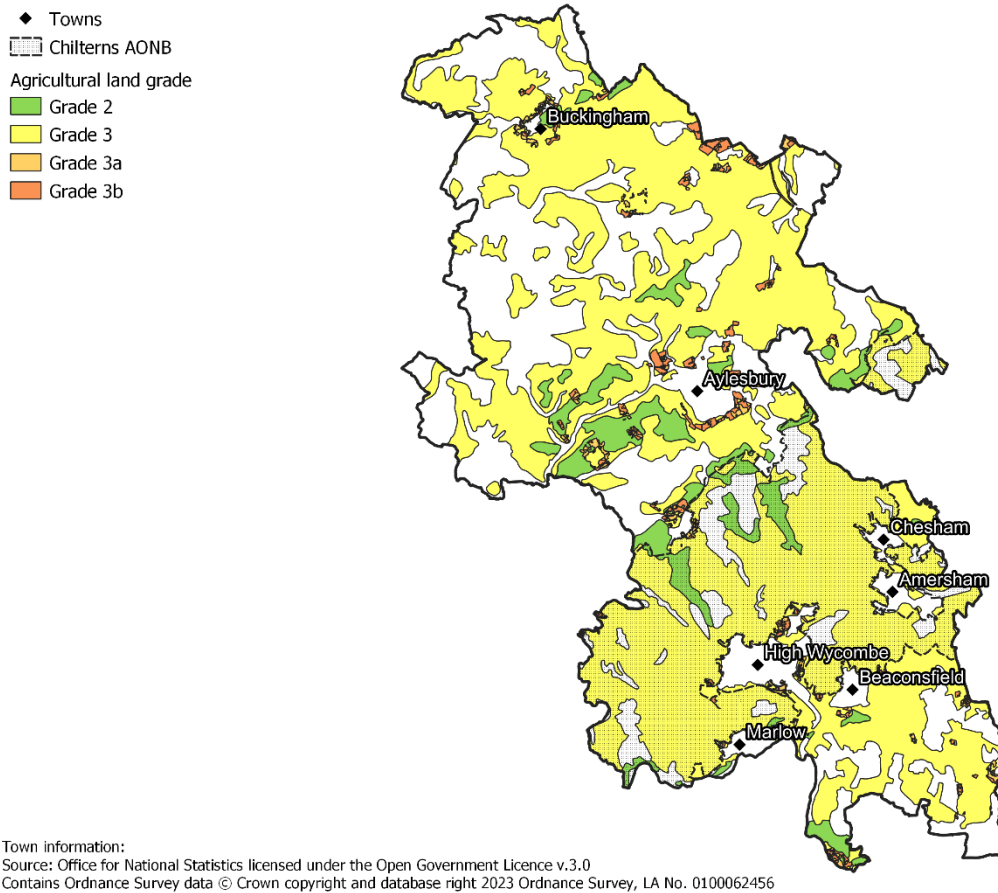 Towns
Chilterns AONB
Agricultural land grade
Grade 2
Grade 3
Grade 3a
Grade 3b
Buckingham
Aylesbury
Chesham
Amersham
High Wycombe
Beaconsfield
Marlow
Town information:
Source: Office for National Statistics licensed under the Open Government Licence v.3.0
Contains Ordnance Survey data © Crown copyright and database right 2023 Ordnance Survey, LA No. 0100062456